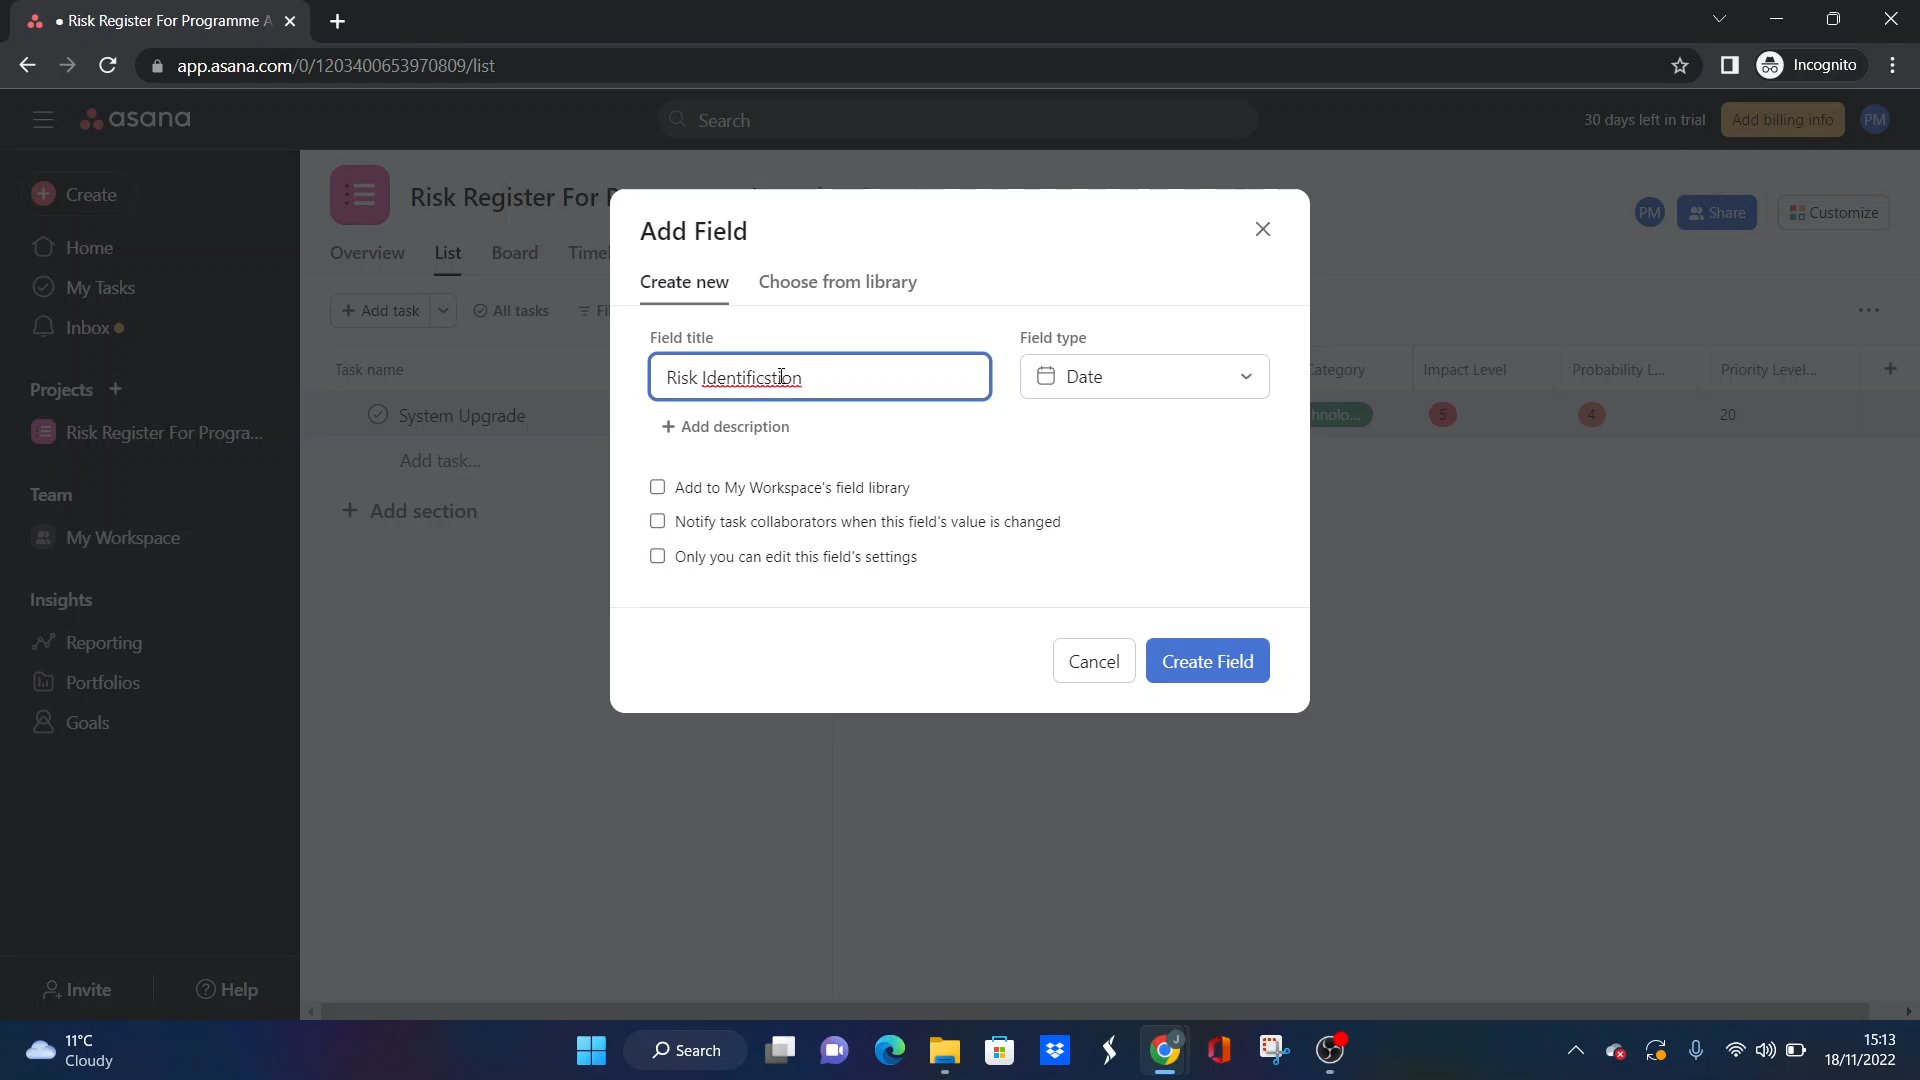 • Risk Register For Programme A
app.asana.com/0/1203400653970809/list
Incognito
asana
Search
30 days left in trial
Add billing info
PM
Create
Risk Register For P
PM
Share
Customize
Home
Overview
List
Board
Timel
My Tasks
Inbox
Add task
All tasks
Fil
Task name
Category
Impact Level
Probability L...
Priority Level...
Projects +
System Upgrade
hnolo...
5
4
20
Risk Register For Progra...
Add task...
Team
+ Add section
My Workspace
Insights
Reporting
Portfolios
Goals
Invite
Help
Add Field
Create new
Choose from library
Field title
Field type
Risk Identificstion
Date
+ Add description
Add to My Workspace's field library
Notify task collaborators when this field's value is changed
Only you can edit this field's settings
Cancel
Create Field
11°C
Cloudy
Search
15:13
18/11/2022